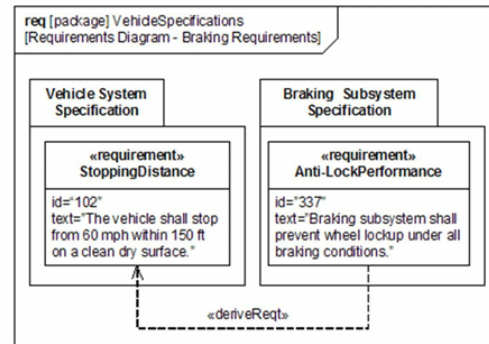 req [package] VehicleSpecifications
[Requirements Diagram - Braking Requirements]
Vehicle System
Specification
«requirement»
StoppingDistance
id=“102”
text=”The vehicle shall stop
from 60 mph within 150 ft
on a clean dry surface.”
Braking Subsystem
Specification
«requirement»
Anti-LockPerformance
id=”337"
text=”Braking subsystem shall
prevent wheel lockup under all
braking conditions.”
«deriveReqt»